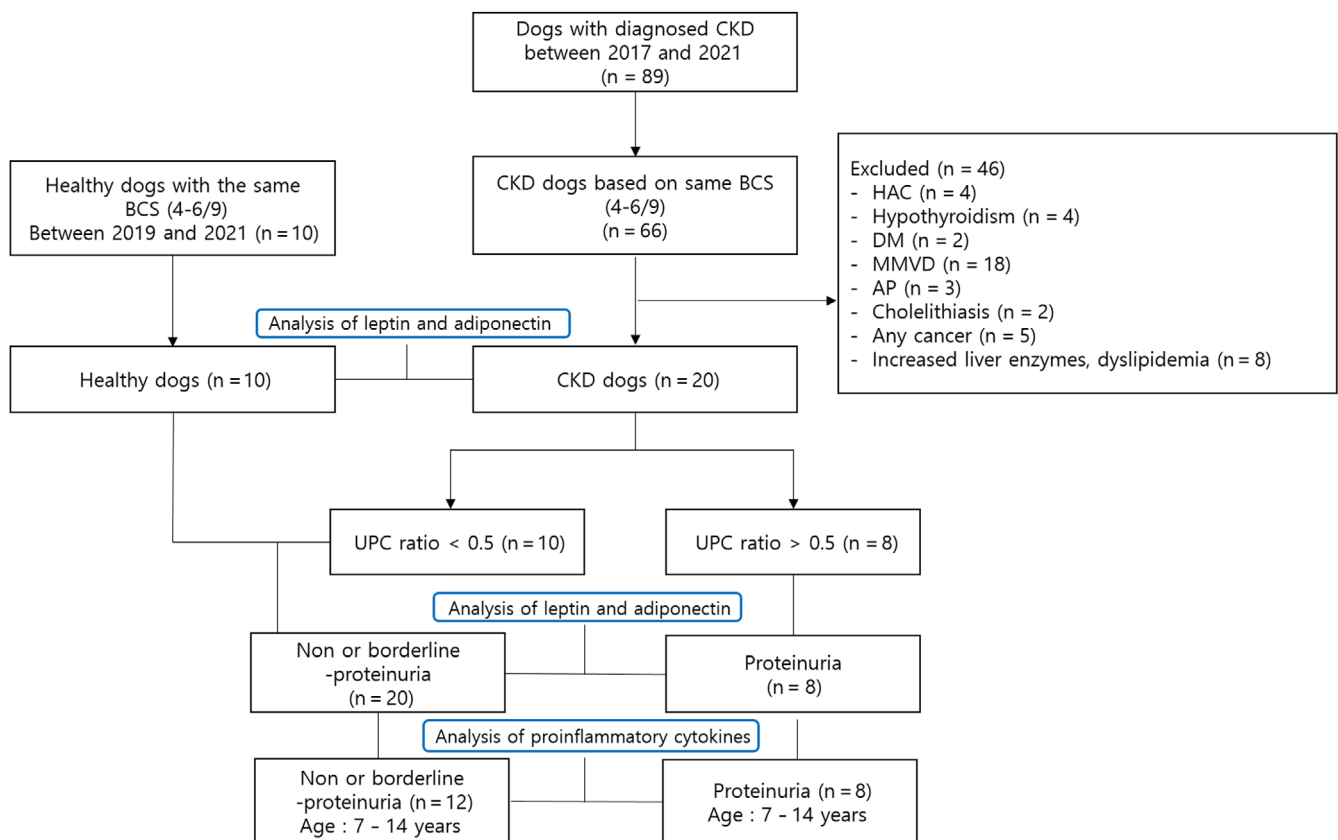 Dogs with diagnosed CKD
between 2017 and 2021
(n = 89)
Healthy dogs with the same
BCS (4-6/9)
Between 2019 and 2021 (n = 10)
CKD dogs based on same BCS
(4-6/9)
n = 66)
Excluded (n = 46)
- HAC (n = 4)
- Hypothyroidism (n = 4)
- DM (n = 2)
- MMVD (n = 18)
- AP (n = 3)
- Cholelithiasis (n = 2)
- Any cancer (n = 5)
- Increased liver enzymes, dyslipidemia (n = 8)
Analysis of leptin and adiponectin
Healthy dogs (n = 10)
CKD dogs (n = 20)
UPC ratio < 0.5 (n = 10)
UPC ratio > 0.5 (n = 8)
Analysis of leptin and adiponectin
Non or borderline
-proteinuria
(n = 20)
Proteinuria
(n = 8)
Analysis of proinflammatory cytokines
Non or borderline
-proteinuria (n = 12)
Age : 7 - 14 years
Proteinuria (n = 8)
Age : 7 - 14 years